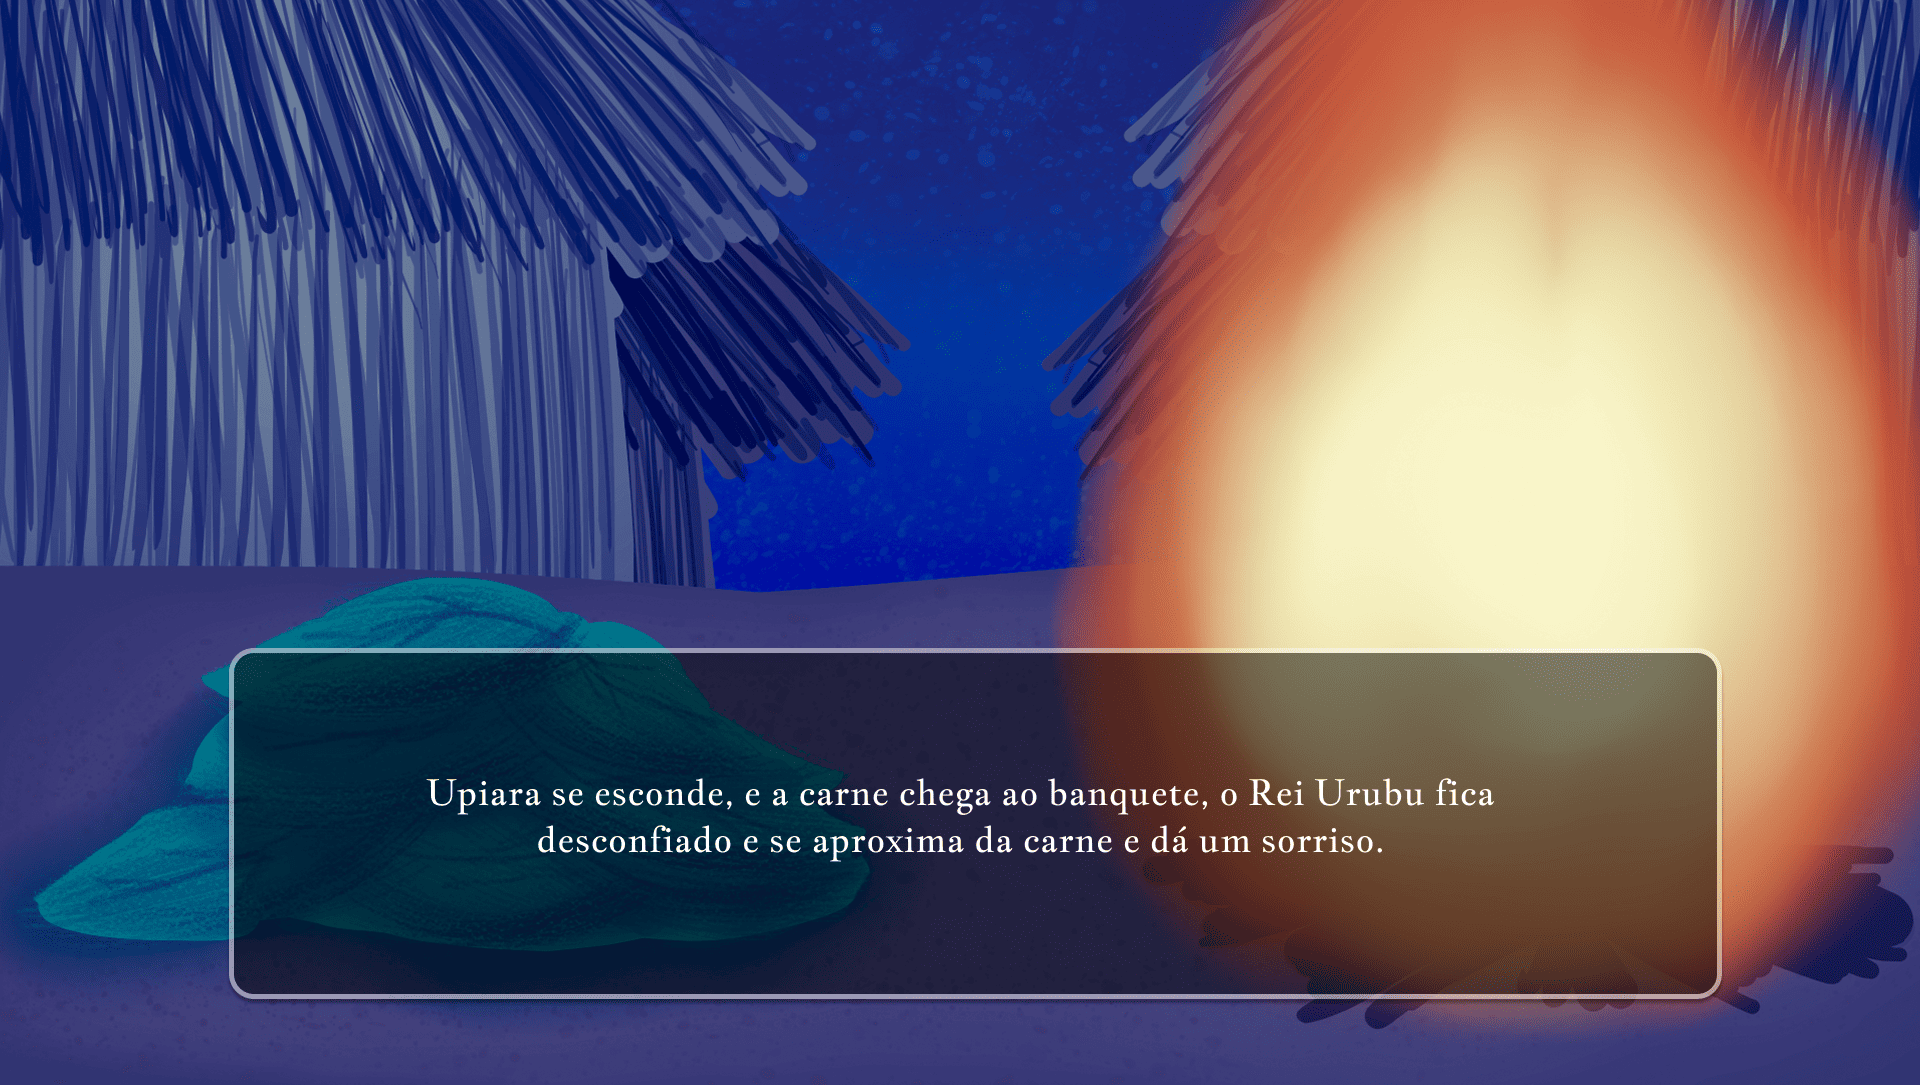 Upiara se esconde, e a carne chega ao banquete, o Rei Urubu fica
desconfiado e se aproxima da carne e dá um sorriso.